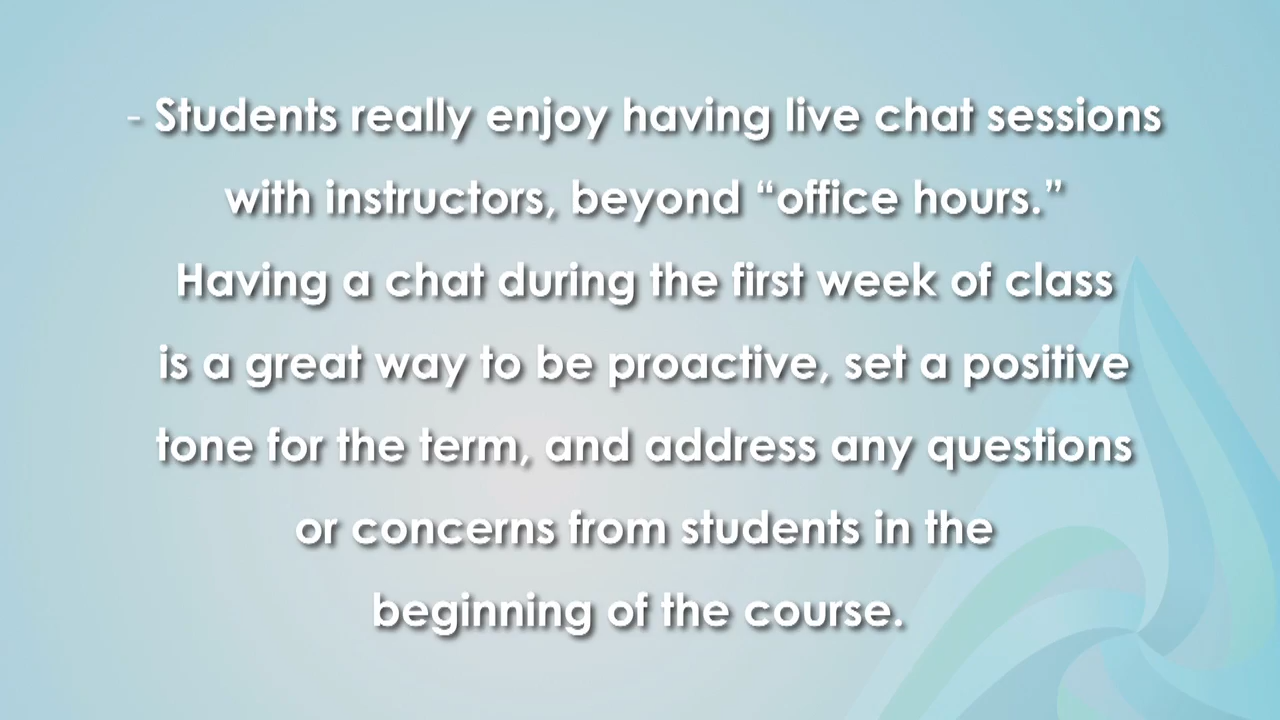 - Students really enjoy having live chat sessions
with instructors, beyond “office hours.”
Having a chat during the first week of class
is a great way to be proactive, set a positive
tone for the term, and address any questions
or concerns from students in the
beginning of the course.